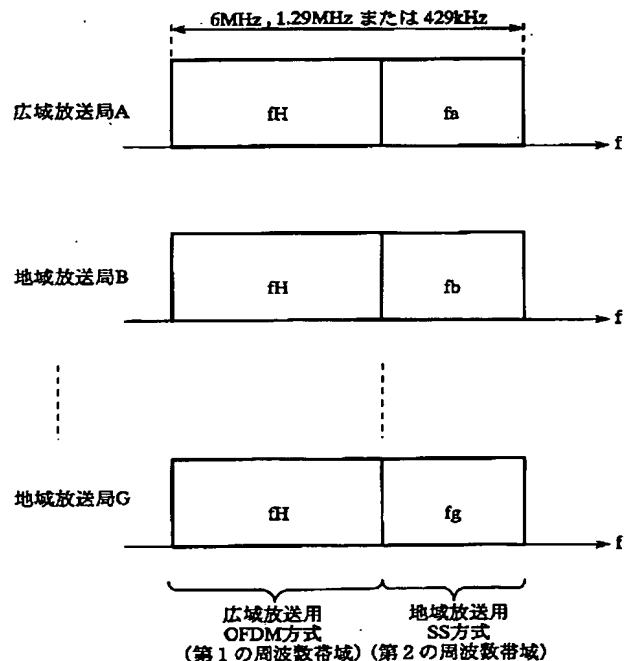 6MHz , 1.29MHz または 429kHz
広域放送局A
fH
fa
f
地域放送局B
fH
fb
f
地域放送局G
fH
fg
f
広域放送用
OFDM方式
(第1の周波数帯域)
地域放送用
SS方式
(第2の周波数帯域)